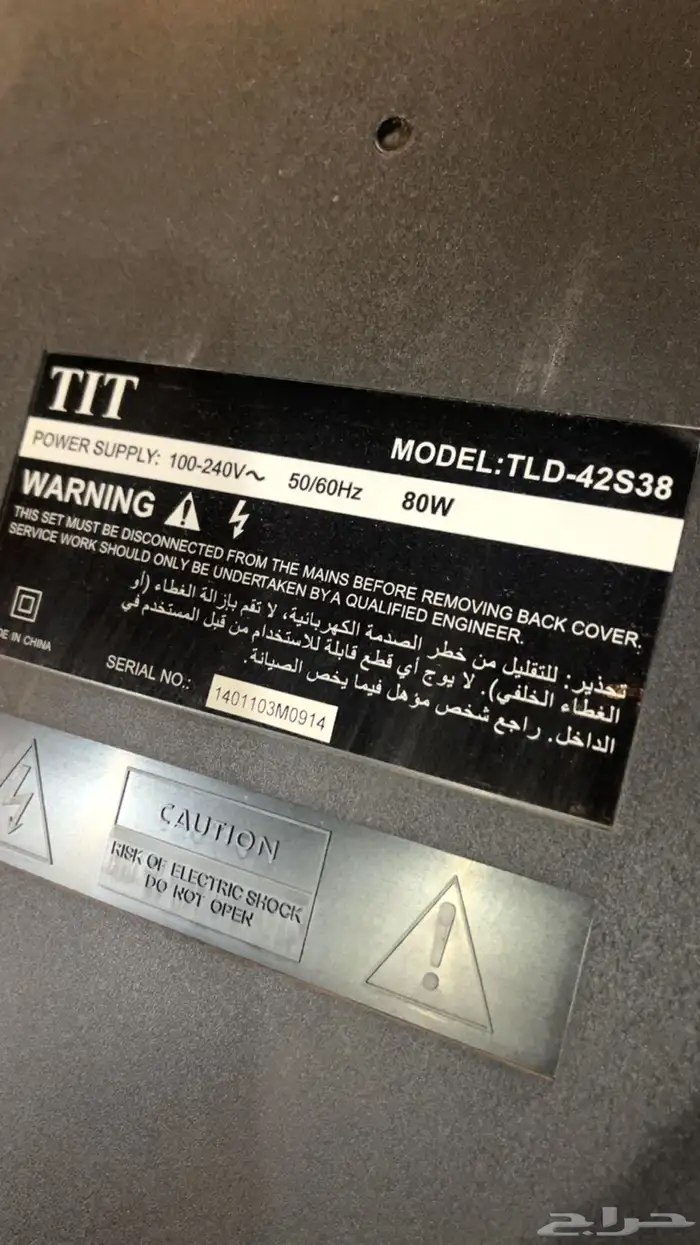 TIT
MODEL:TLD-42S38
POWER SUPPLY: 100-240V~ 50/60Hz 80W
WARNING
THIS SET MUST BE DISCONNECTED FROM THE MAINS BEFORE REMOVING BACK COVER.
SERVICE WORK SHOULD ONLY BE UNDERTAKEN BY A QUALIFIED ENGINEER.
تحذير: للتقليل من خطر الصدمة الكهربائية، لا تقم بإزالة الغطاء (أو
الغطاء الخلفي). لا يوجد أي قطع قابلة للاستخدام من قبل المستخدم في
الداخل. راجع شخص مؤهل فيما يخص الصيانة.
DE IN CHINA
SERIAL NO.: 1401103M0914
CAUTION
RISK OF ELECTRIC SHOCK
DO NOT OPEN
حراج